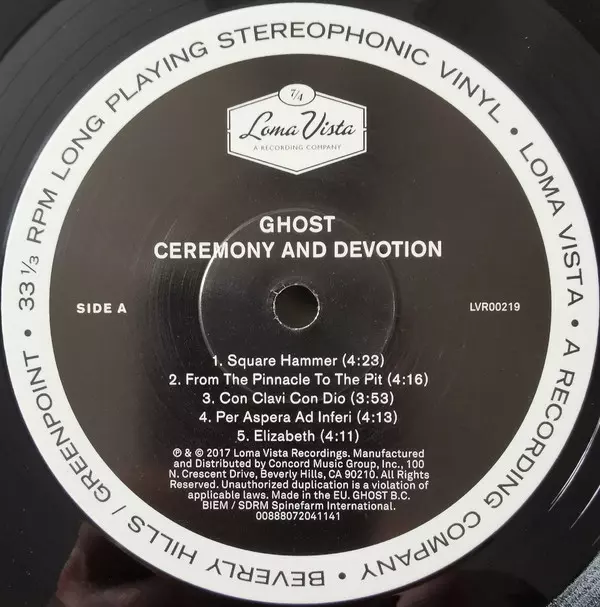 33 1/3 RPM LONG PLAYING STEREOPHONIC VINYL • LOMA VISTA • A RECORDING COMPANY • BEVERLY HILLS / GREENPOINT •
7/4
Loma Vista
A RECORDING COMPANY
GHOST
CEREMONY AND DEVOTION
SIDE A
LVR00219
1. Square Hammer (4:23)
2. From The Pinnacle To The Pit (4:16)
3. Con Clavi Con Dio (3:53)
4. Per Aspera Ad Inferi (4:13)
5. Elizabeth (4:11)
℗ & © 2017 Loma Vista Recordings. Manufactured
and Distributed by Concord Music Group, Inc., 100
N. Crescent Drive, Beverly Hills, CA 90210. All Rights
Reserved. Unauthorized duplication is a violation of
applicable laws. Made in the EU. GHOST B.C.
BIEM / SDRM Spinefarm International.
00888072041141